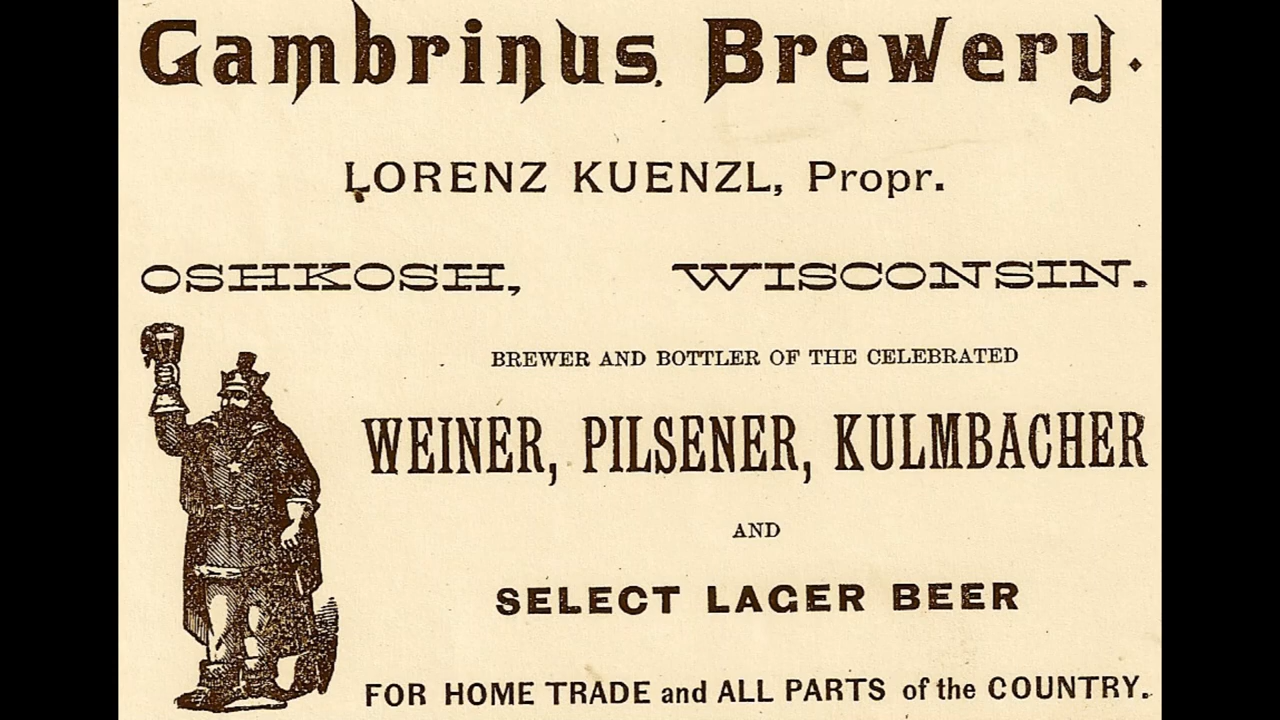 Gambrinus Brewery.
LORENZ KUENZL, Propr.
OSHKOSH, WISCONSIN.
BREWER AND BOTTLER OF THE CELEBRATED
WEINER, PILSENER, KULMBACHER
AND
SELECT LAGER BEER
FOR HOME TRADE and ALL PARTS of the COUNTRY.